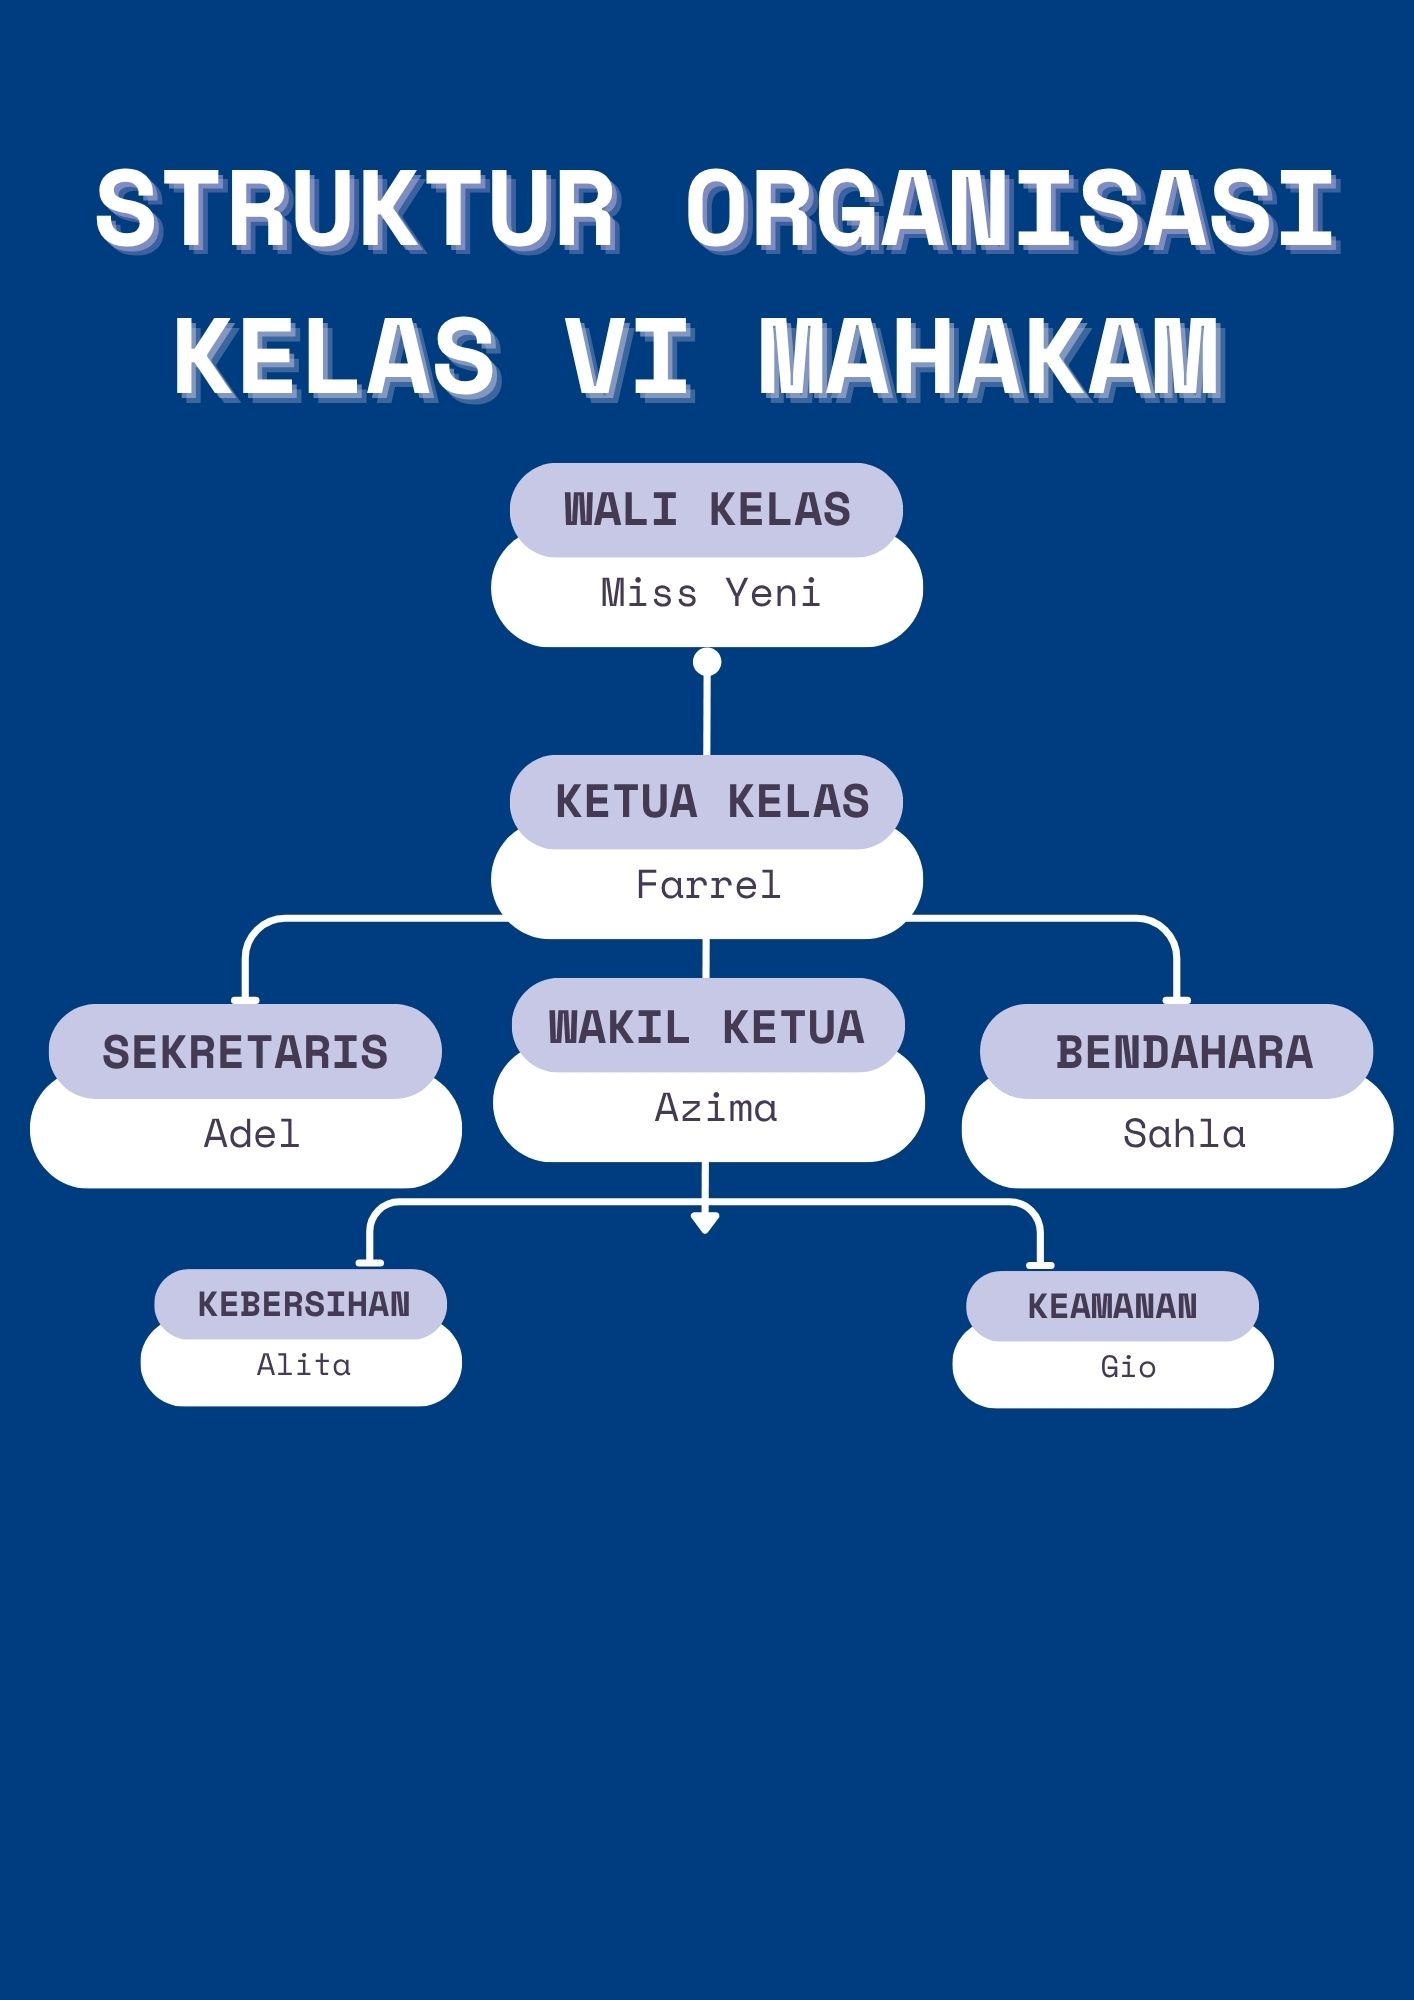 STRUKTUR ORGANISASI
KELAS VI MAHAKAM
WALI KELAS
Miss Yeni
KETUA KELAS
Farrel
SEKRETARIS
Adel
WAKIL KETUA
Azima
BENDAHARA
Sahla
KEBERSIHAN
Alita
KEAMANAN
Gio